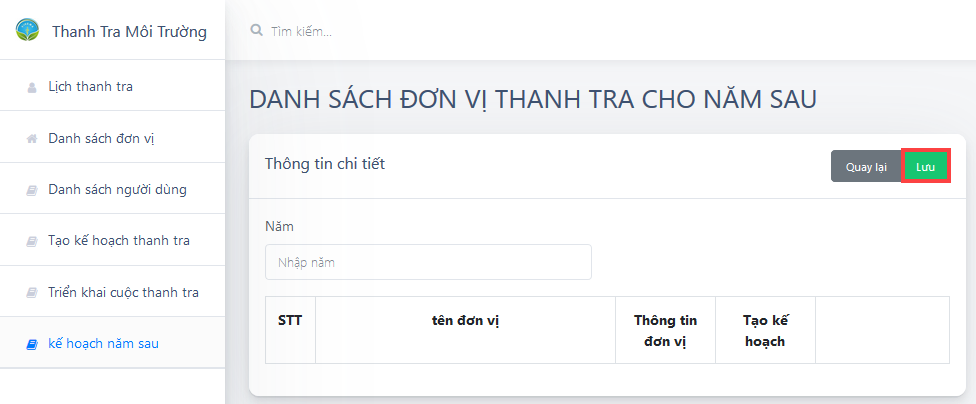 Thanh Tra Môi Trường
Tìm kiếm...
Lịch thanh tra
Danh sách đơn vị
Danh sách người dùng
Tạo kế hoạch thanh tra
Triển khai cuộc thanh tra
kế hoạch năm sau
DANH SÁCH ĐƠN VỊ THANH TRA CHO NĂM SAU
Thông tin chi tiết
Quay lại
Lưu
Năm
Nhập năm
STT
tên đơn vị
Thông tin
đơn vị
Tạo kế
hoạch